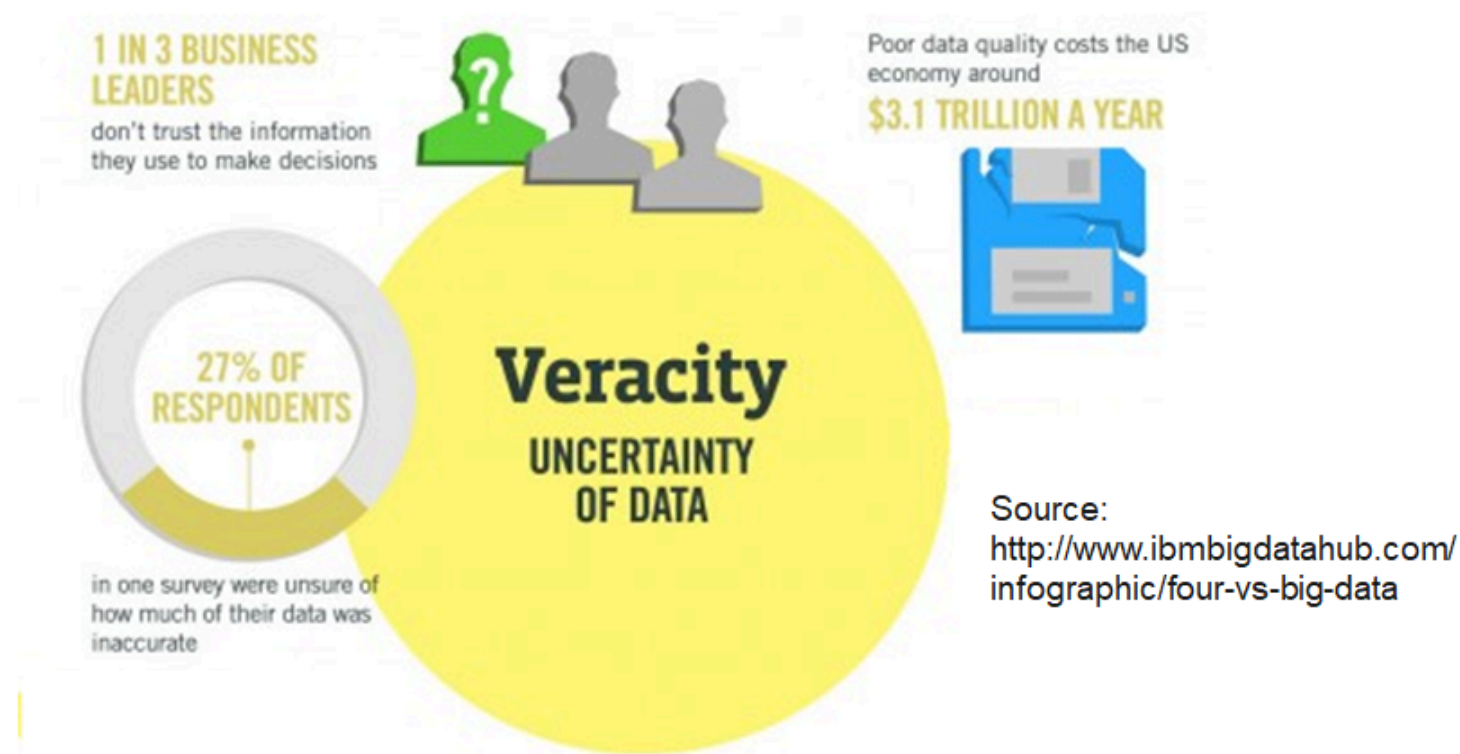 1 IN 3 BUSINESS
LEADERS
don't trust the information
they use to make decisions
?
Poor data quality costs the US
economy around
$3.1 TRILLION A YEAR
27% OF
RESPONDENTS
in one survey were unsure of
how much of their data was
inaccurate
Veracity
UNCERTAINTY
OF DATA
Source:
http://www.ibmbigdatahub.com/
infographic/four-vs-big-data